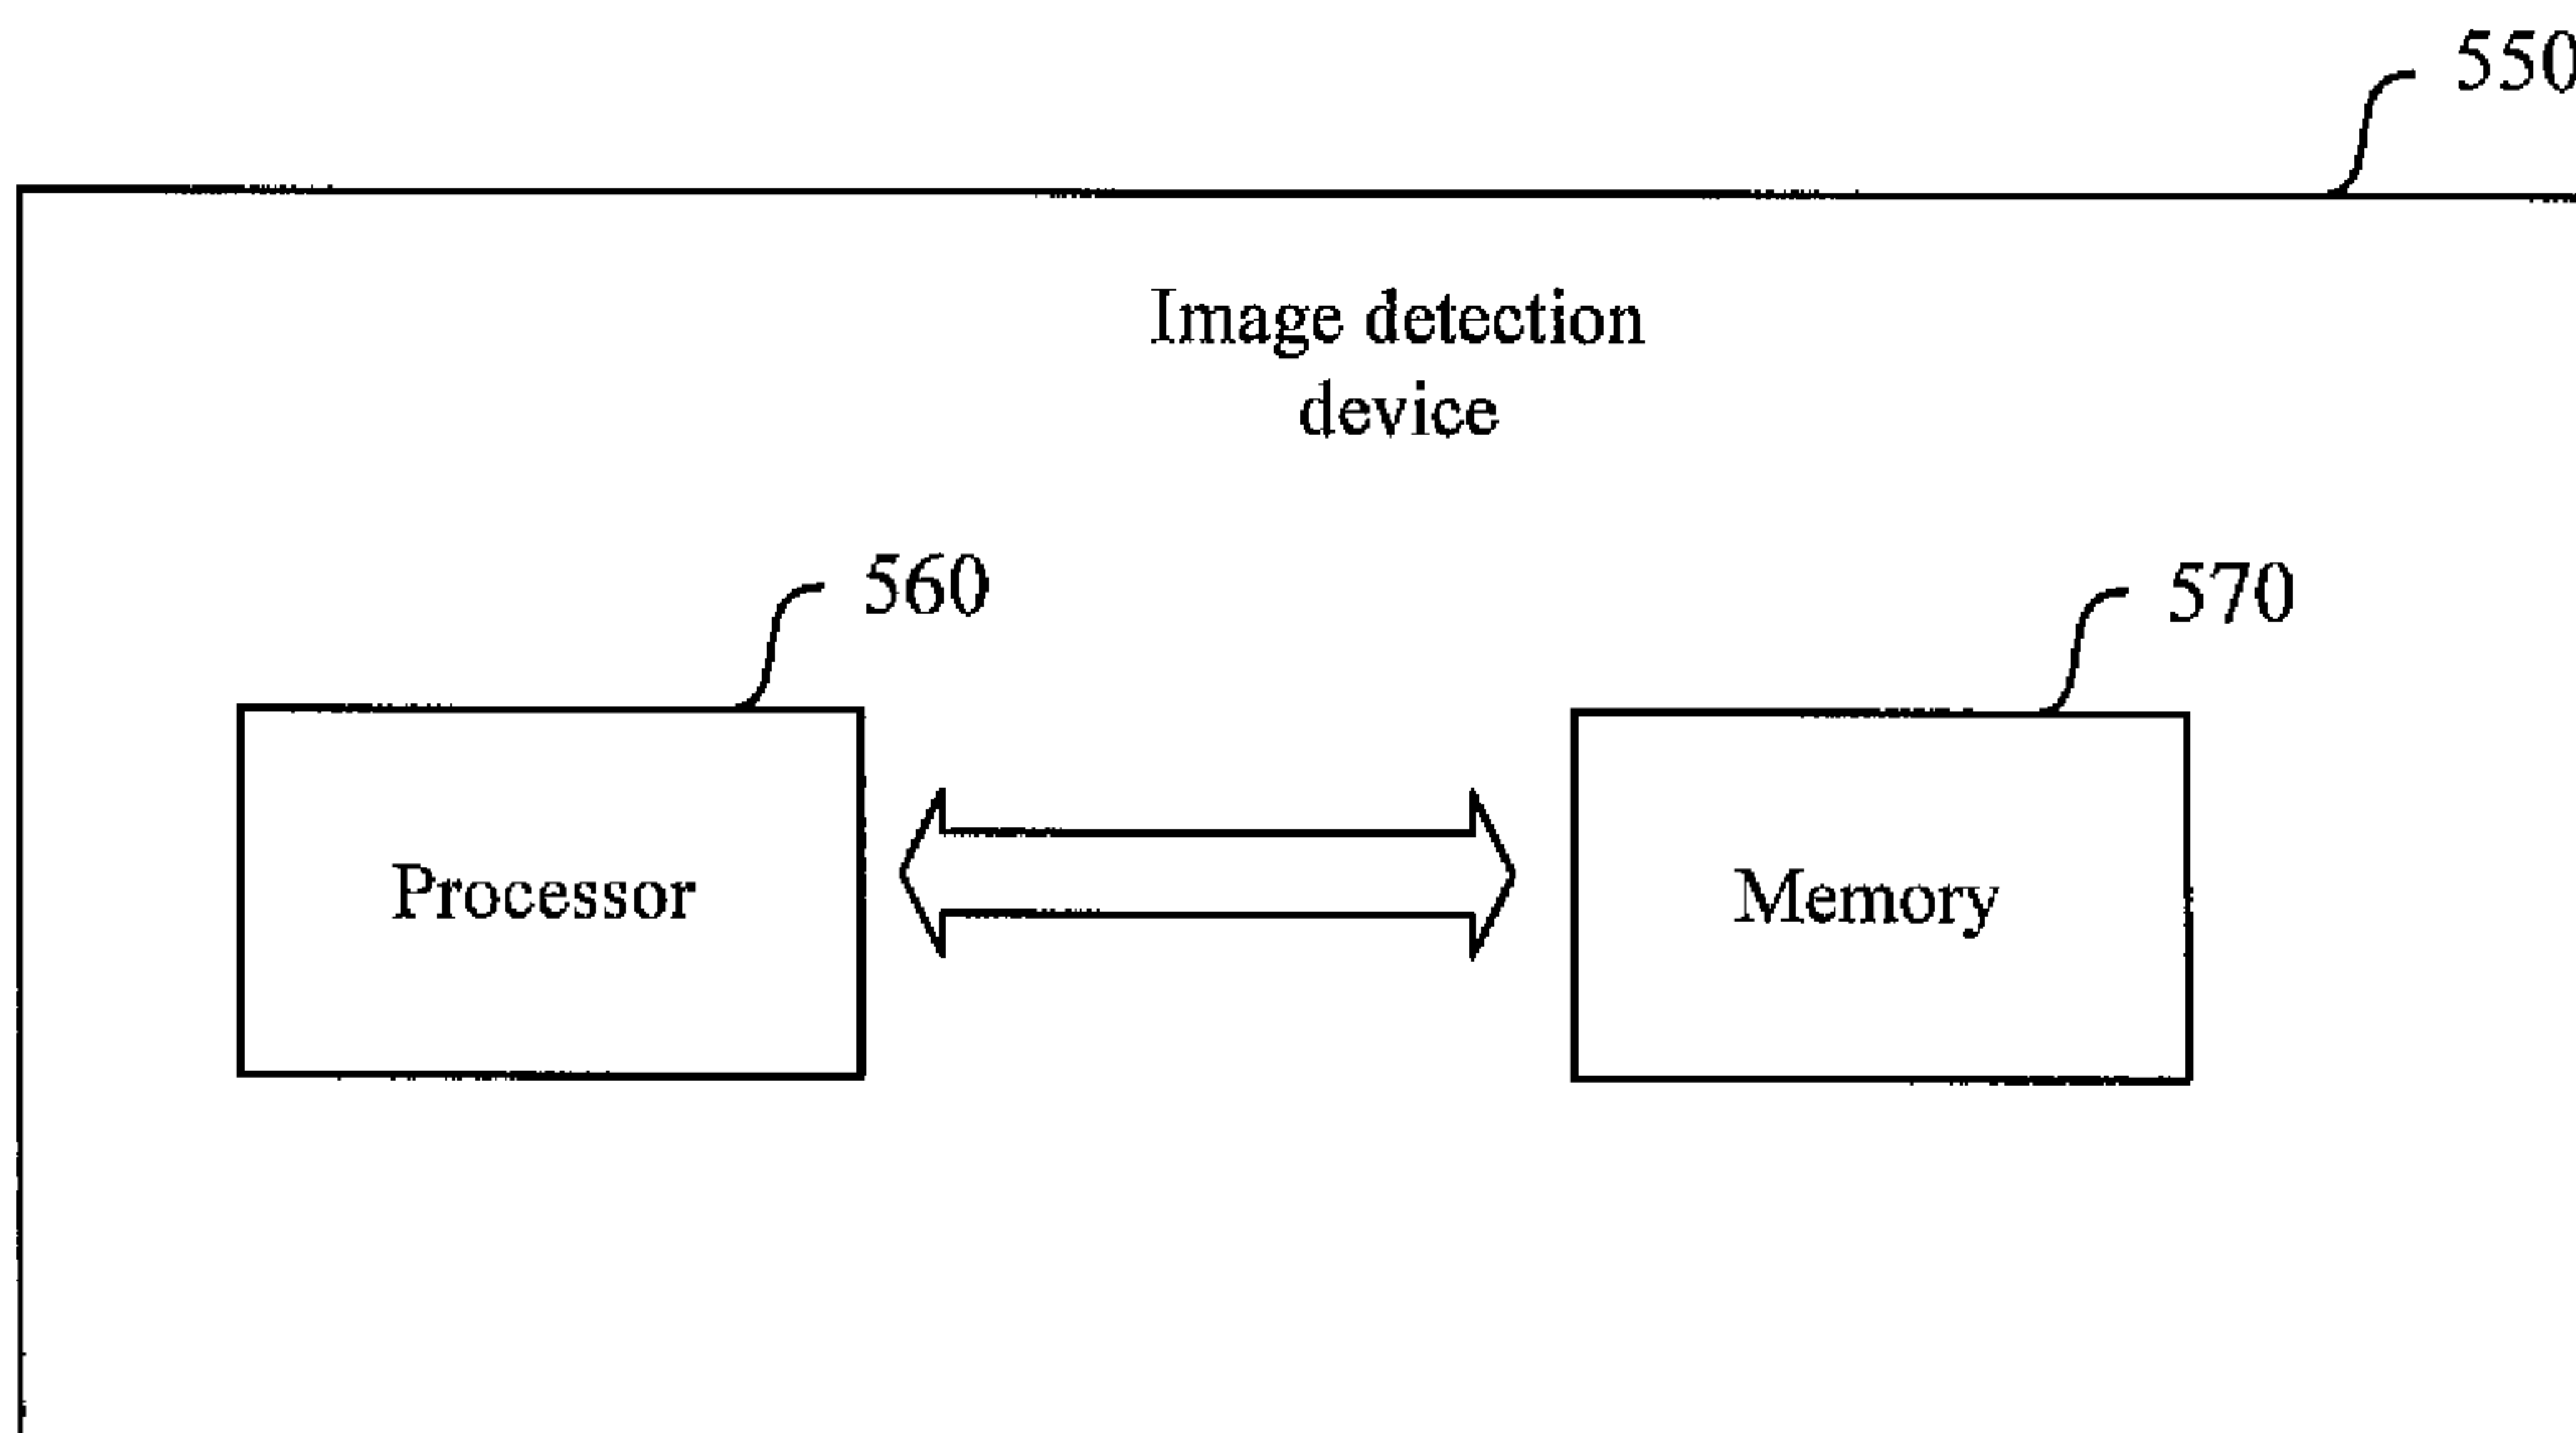 550
Image detection
device
560
570
Processor
Memory